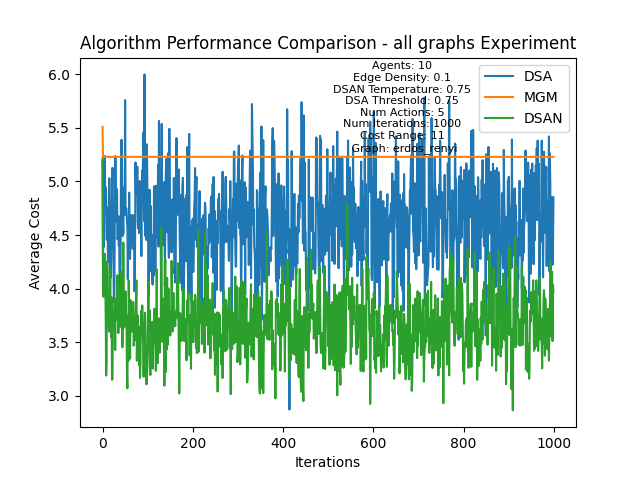 Algorithm Performance Comparison - all graphs Experiment
Agents: 10
Edge Density: 0.1
DSAN Temperature: 0.75
DSA Threshold: 0.75
Num Actions: 5
Num Iterations: 1000
Cost Range: 11
Graph: erdos_renyi
DSA
MGM
DSAN
6.0
5.5
5.0
4.5
4.0
3.5
3.0
Average Cost
0
200
400
600
800
1000
Iterations